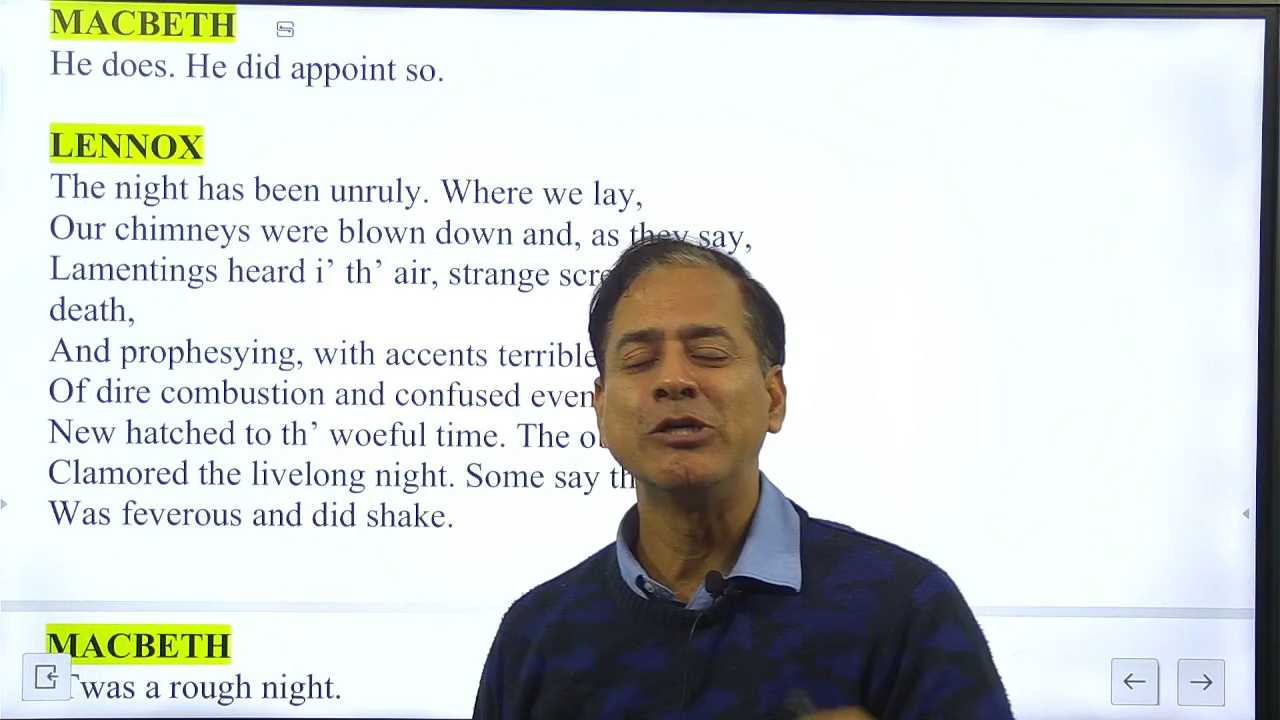 MACBETH
He does. He did appoint so.
LENNOX
The night has been unruly. Where we lay,
Our chimneys were blown down and, as they say,
Lamentings heard i’ th’ air, strange
death,
And prophesying, with accents terrible
Of dire combustion and confused
New hatched to th’ woeful time. The
Clamored the livelong night. Some say
Was feverous and did shake.
MACBETH
’Twas a rough night.